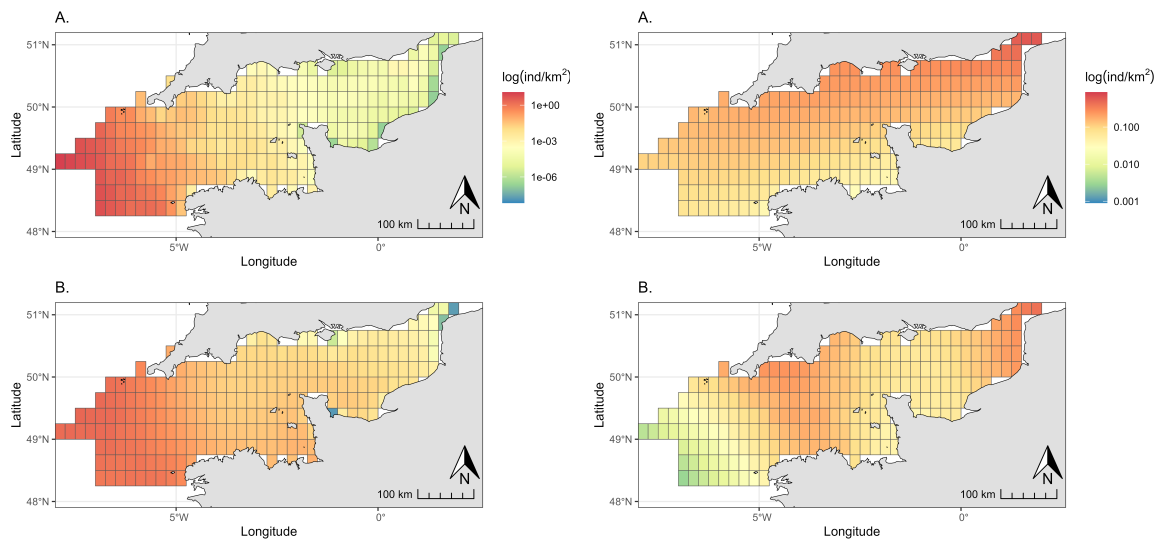 A.
51°N
50°N
49°N
48°N
Latitude
5°W
0°
Longitude
100 km
N
log(ind/km²)
1e+00
1e-03
1e-06
A.
51°N
50°N
49°N
48°N
Latitude
5°W
0°
Longitude
100 km
N
log(ind/km²)
0.100
0.010
0.001
B.
51°N
50°N
49°N
48°N
Latitude
5°W
0°
Longitude
100 km
N
B.
51°N
50°N
49°N
48°N
Latitude
5°W
0°
Longitude
100 km
N